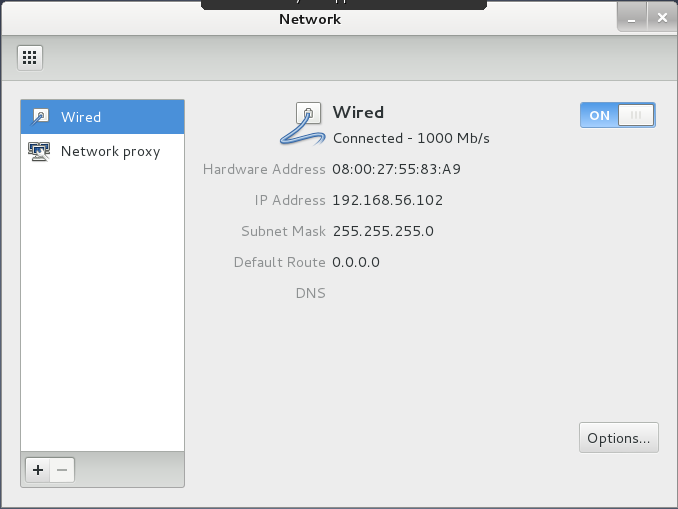 Network
Wired
Network proxy
Wired
ON
Connected - 1000 Mb/s
Hardware Address 08:00:27:55:83:A9
IP Address 192.168.56.102
Subnet Mask 255.255.255.0
Default Route 0.0.0.0
DNS
Options...